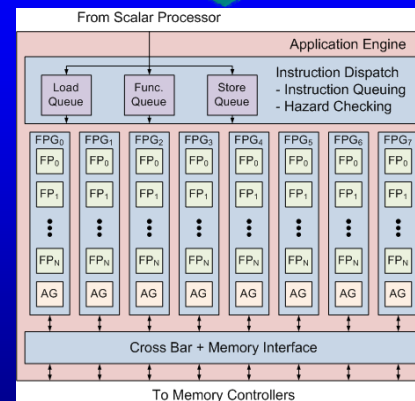 From Scalar Processor
Application Engine
Load
Queue
Func.
Queue
Store
Queue
Instruction Dispatch
- Instruction Queuing
- Hazard Checking
FPG0 FPG1 FPG2 FPG3 FPG4 FPG5 FPG6 FPG7
FP0 FP0 FP0 FP0 FP0 FP0 FP0 FP0
FP1 FP1 FP1 FP1 FP1 FP1 FP1 FP1
FPN FPN FPN FPN FPN FPN FPN FPN
AG AG AG AG AG AG AG AG
Cross Bar + Memory Interface
To Memory Controllers